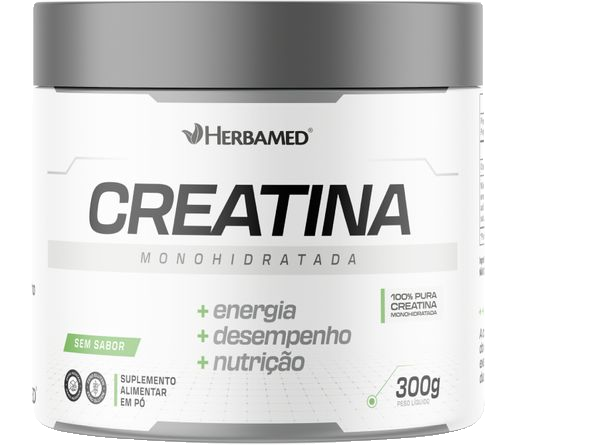 HERBAMED®
CREATINA
MONOHIDRATADA
+ energia
+ desempenho
+ nutrição
100% PURA
CREATINA
MONOHIDRATADA
SEM SABOR
SUPLEMENTO
ALIMENTAR
EM PÓ
300g
PESO LÍQUIDO